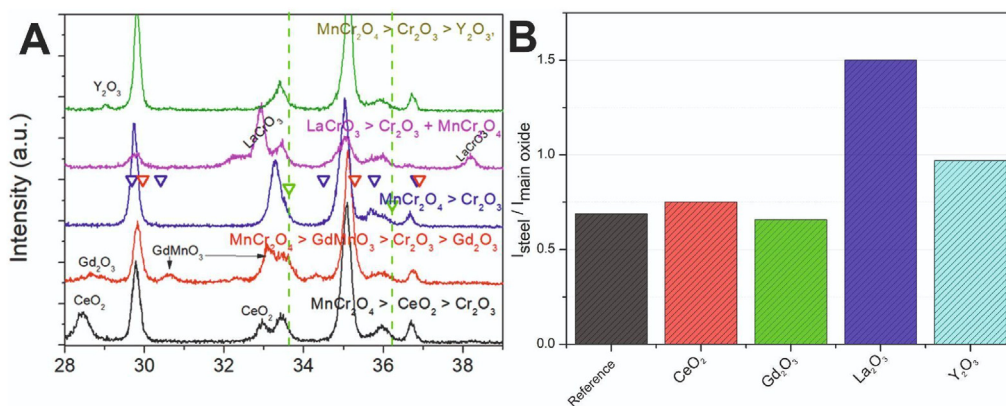 A
MnCr₂O₄ > Cr₂O₃ > Y₂O₃,
Y₂O₃
LaCrO₃
LaCrO₃ > Cr₂O₃ + MnCr₂O₄
LaCrO3
MnCr₂O₄ > Cr₂O₃
MnCr₂O₄ > GdMnO₃ > Cr₂O₃ > Gd₂O₃
Gd₂O₃
GdMnO₃
CeO₂
CeO₂
MnCr₂O₄ > CeO₂ > Cr₂O₃
Intensity (a.u.)
28 30 32 34 36 38
B
I steel / I main oxide
1.5
1.0
0.5
0.0
Reference
CeO₂
Gd₂O₃
La₂O₃
Y₂O₃